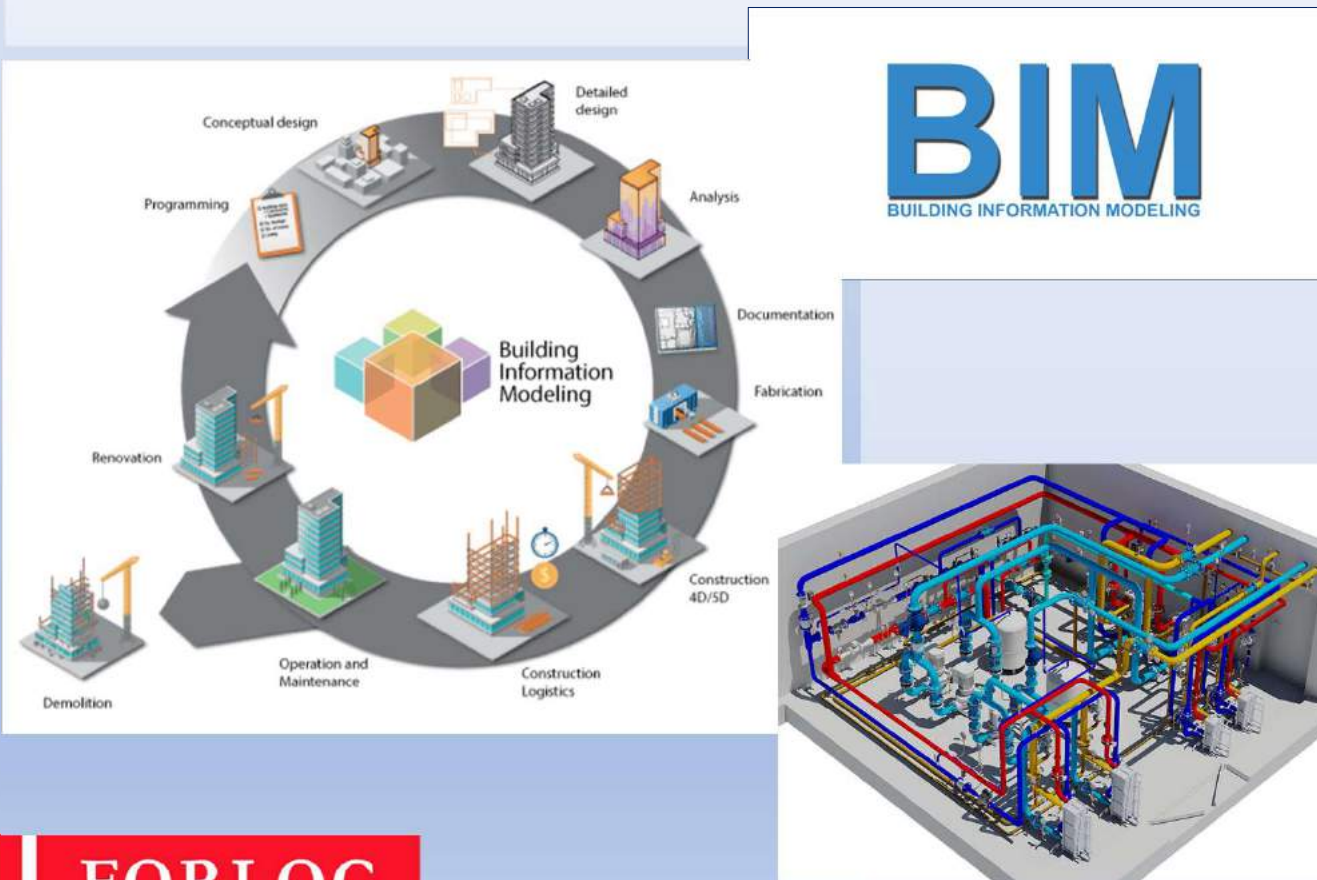 BIM
BUILDING INFORMATION MODELING
Conceptual design
Detailed
design
Programming
Analysis
Documentation
Building
Information
Modeling
Fabrication
Renovation
Construction
4D/5D
Operation and
Maintenance
Construction
Logistics
Demolition